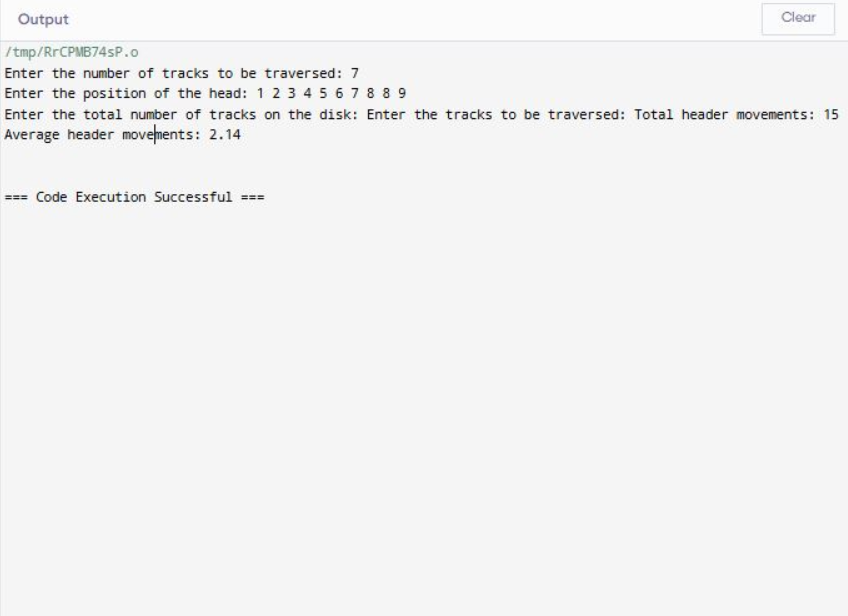 Output
Clear
/tmp/RrCPMB74sP.o
Enter the number of tracks to be traversed: 7
Enter the position of the head: 1 2 3 4 5 6 7 8 8 9
Enter the total number of tracks on the disk: Enter the tracks to be traversed: Total header movements: 15
Average header movements: 2.14
=== Code Execution Successful ===